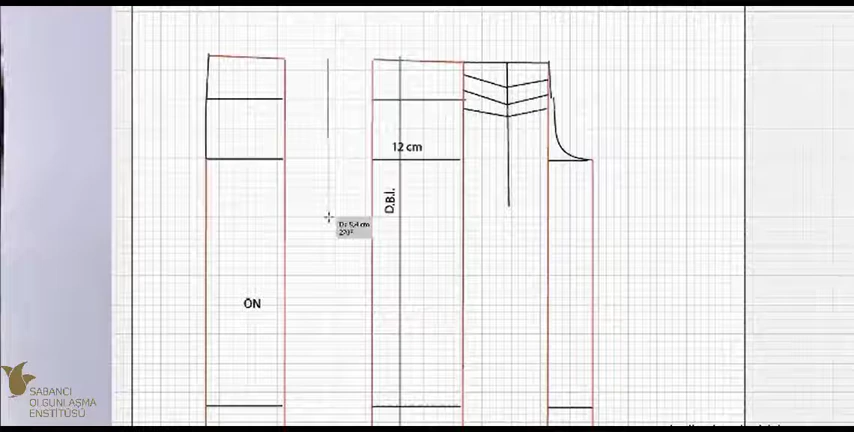 12 cm
D.B.İ.
ÖN
SABANCI
OLGUNLAŞMA
ENSTİTÜSÜ